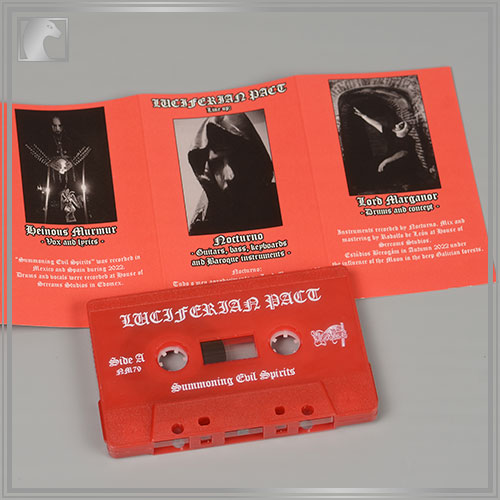 LUCIFERIAN PACT
Line up:
Heinous Murmur
- Vox and lyrics -
"Summoning Evil Spirits" was recorded in
Mexico and Spain during 2022.
Drums and vocals were recorded at House of
Screams Studios in Edomex.
Nocturno
- Guitars, bass, keyboards
and Baroque instruments -
Nocturno:
Lord Marganor
- Drums and concept -
Instruments recorded by Nocturno. Mix and
mastering by Rodolfo de León at House of
Screams Studios.
in Autumn 2022 under
the influence of the Moon in the deep Galician forests.
LUCIFERIAN PACT
Side A
NM79
Summoning Evil Spirits